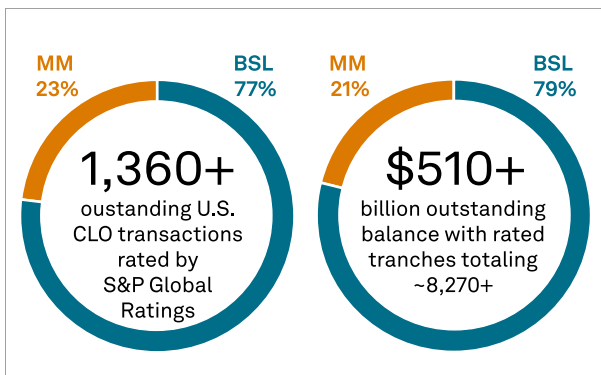 MM
23%
BSL
77%
1,360+
oustanding U.S.
CLO transactions
rated by
S&P Global
Ratings
MM
21%
BSL
79%
$510+
billion outstanding
balance with rated
tranches totaling
~8,270+